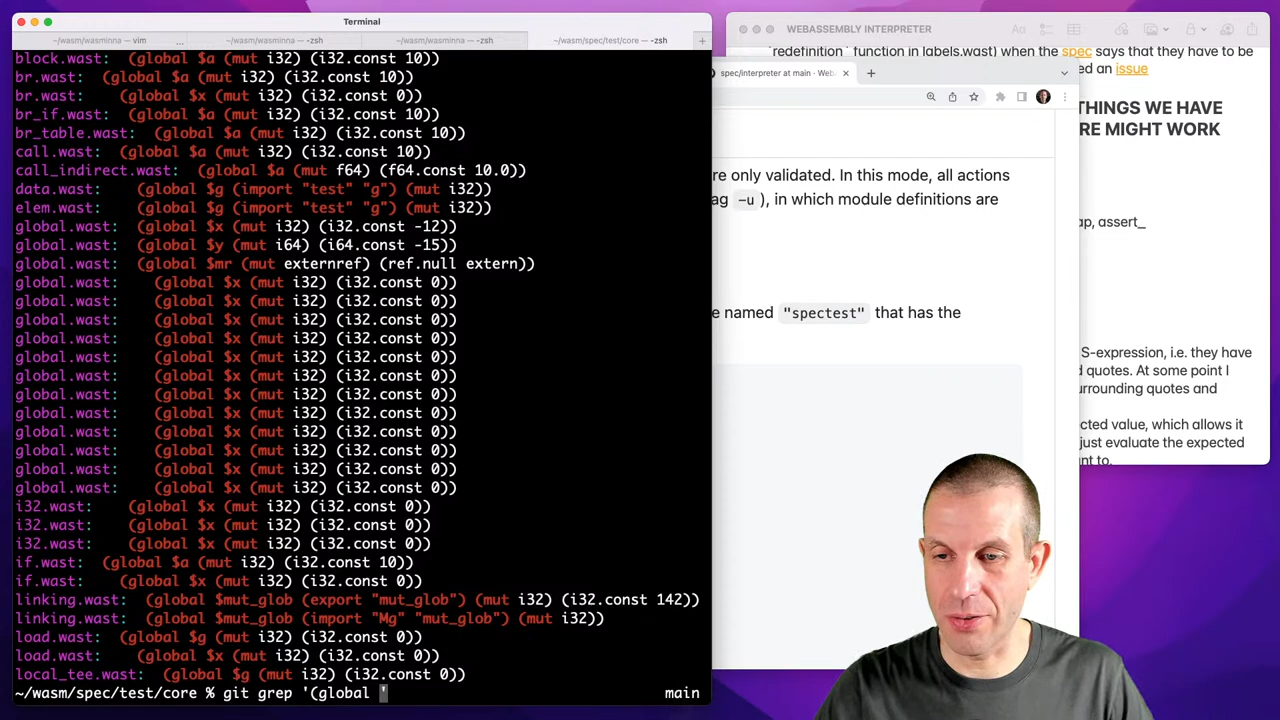 Terminal
~/wasm/wasminna — vim
...
~/wasm/wasminna — -zsh
~/wasm/wasminna — -zsh
~/wasm/spec/test/core — -zsh
block.wast: (global $a (mut i32) (i32.const 10))
br.wast: (global $a (mut i32) (i32.const 10))
br.wast: (global $x (mut i32) (i32.const 0))
br_if.wast: (global $a (mut i32) (i32.const 10))
br_table.wast: (global $a (mut i32) (i32.const 10))
call.wast: (global $a (mut i32) (i32.const 10))
call_indirect.wast: (global $a (mut f64) (f64.const 10.0))
data.wast: (global $g (import "test" "g") (mut i32))
elem.wast: (global $g (import "test" "g") (mut i32))
global.wast: (global $x (mut i32) (i32.const -12))
global.wast: (global $y (mut i64) (i64.const -15))
global.wast: (global $mr (mut externref) (ref.null extern))
global.wast: (global $x (mut i32) (i32.const 0))
global.wast: (global $x (mut i32) (i32.const 0))
global.wast: (global $x (mut i32) (i32.const 0))
global.wast: (global $x (mut i32) (i32.const 0))
global.wast: (global $x (mut i32) (i32.const 0))
global.wast: (global $x (mut i32) (i32.const 0))
global.wast: (global $x (mut i32) (i32.const 0))
global.wast: (global $x (mut i32) (i32.const 0))
global.wast: (global $x (mut i32) (i32.const 0))
global.wast: (global $x (mut i32) (i32.const 0))
global.wast: (global $x (mut i32) (i32.const 0))
global.wast: (global $x (mut i32) (i32.const 0))
i32.wast: (global $x (mut i32) (i32.const 0))
i32.wast: (global $x (mut i32) (i32.const 0))
i32.wast: (global $x (mut i32) (i32.const 0))
if.wast: (global $a (mut i32) (i32.const 10))
if.wast: (global $x (mut i32) (i32.const 0))
linking.wast: (global $mut_glob (export "mut_glob") (mut i32) (i32.const 142))
linking.wast: (global $mut_glob (import "Mg" "mut_glob") (mut i32))
load.wast: (global $g (mut i32) (i32.const 0))
load.wast: (global $x (mut i32) (i32.const 0))
local_tee.wast: (global $g (mut i32) (i32.const 0))
~/wasm/spec/test/core % git grep '(global ' main
WEBASSEMBLY INTERPRETER
`redefinition` function in labels.wast) when the spec says that they have to be
d an issue
THINGS WE HAVE
RE MIGHT WORK
ap, assert_
S-expression, i.e. they have
d quotes. At some point I
urrounding quotes and
cted value, which allows it
just evaluate the expected
nt to.
spec/interpreter at main · Web
re only validated. In this mode, all actions
ag -u ), in which module definitions are
e named "spectest" that has the